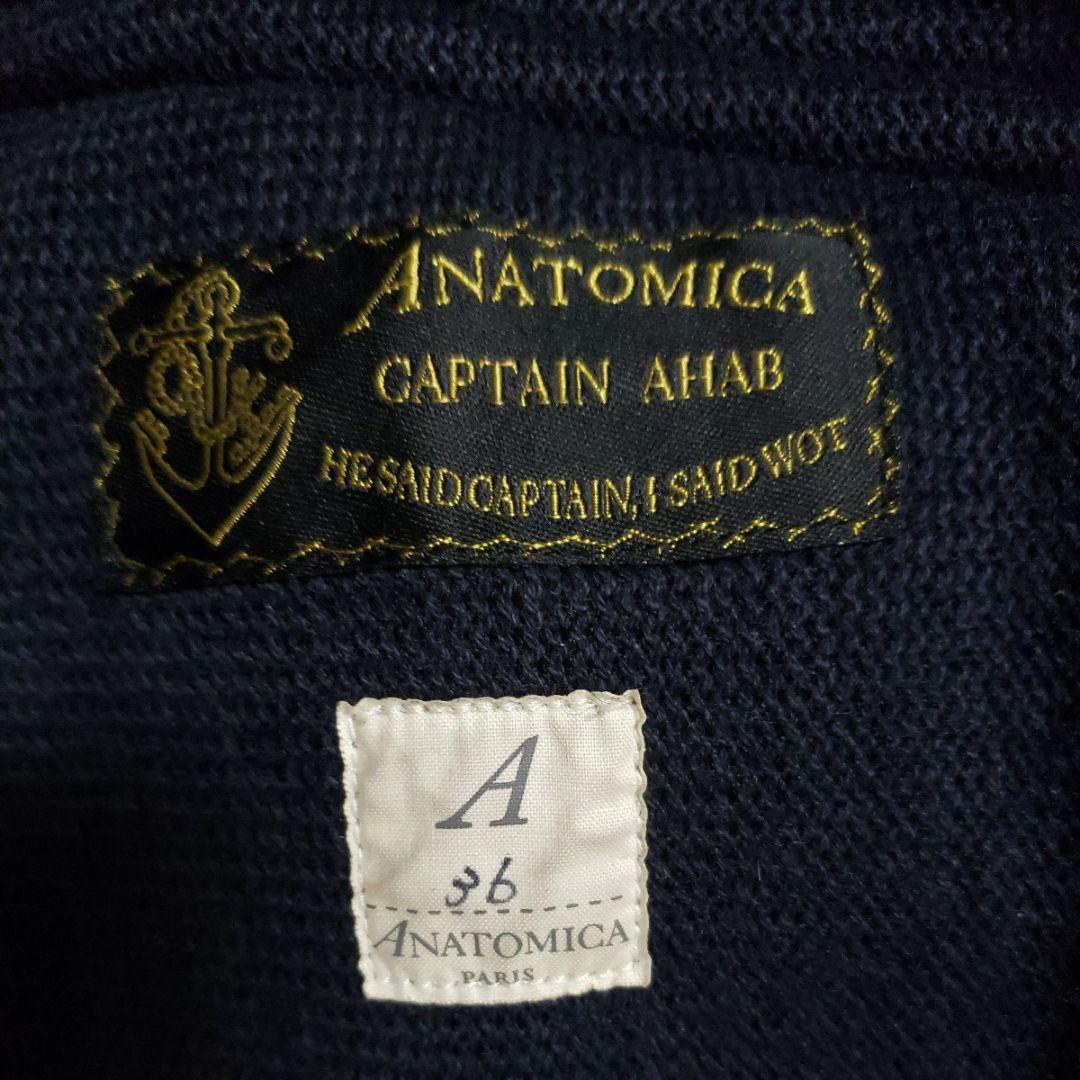 ANATOMICA
CAPTAIN AHAB
HE SAID CAPTAIN, I SAID WOT
A
36
ANATOMICA
PARIS